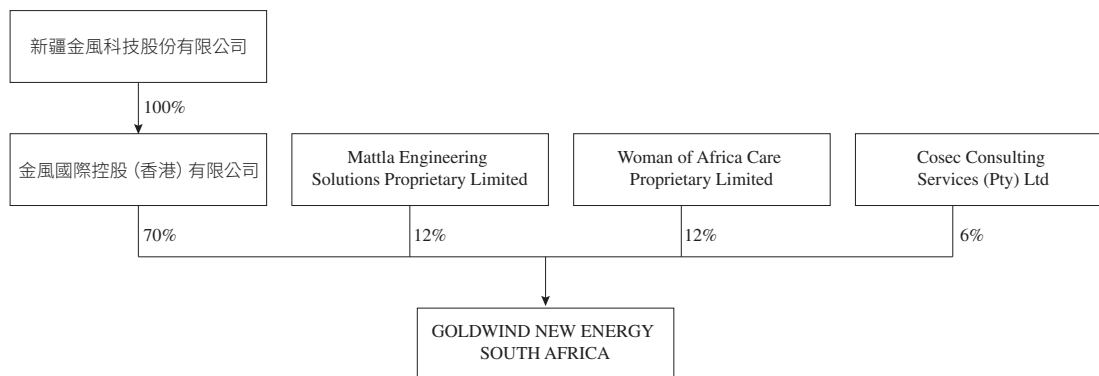 新疆金風科技股份有限公司
100%
金風國際控股（香港）有限公司
Mattla Engineering
Solutions Proprietary Limited
Woman of Africa Care
Proprietary Limited
Cosec Consulting
Services (Pty) Ltd
70%
12%
12%
6%
GOLDWIND NEW ENERGY
SOUTH AFRICA